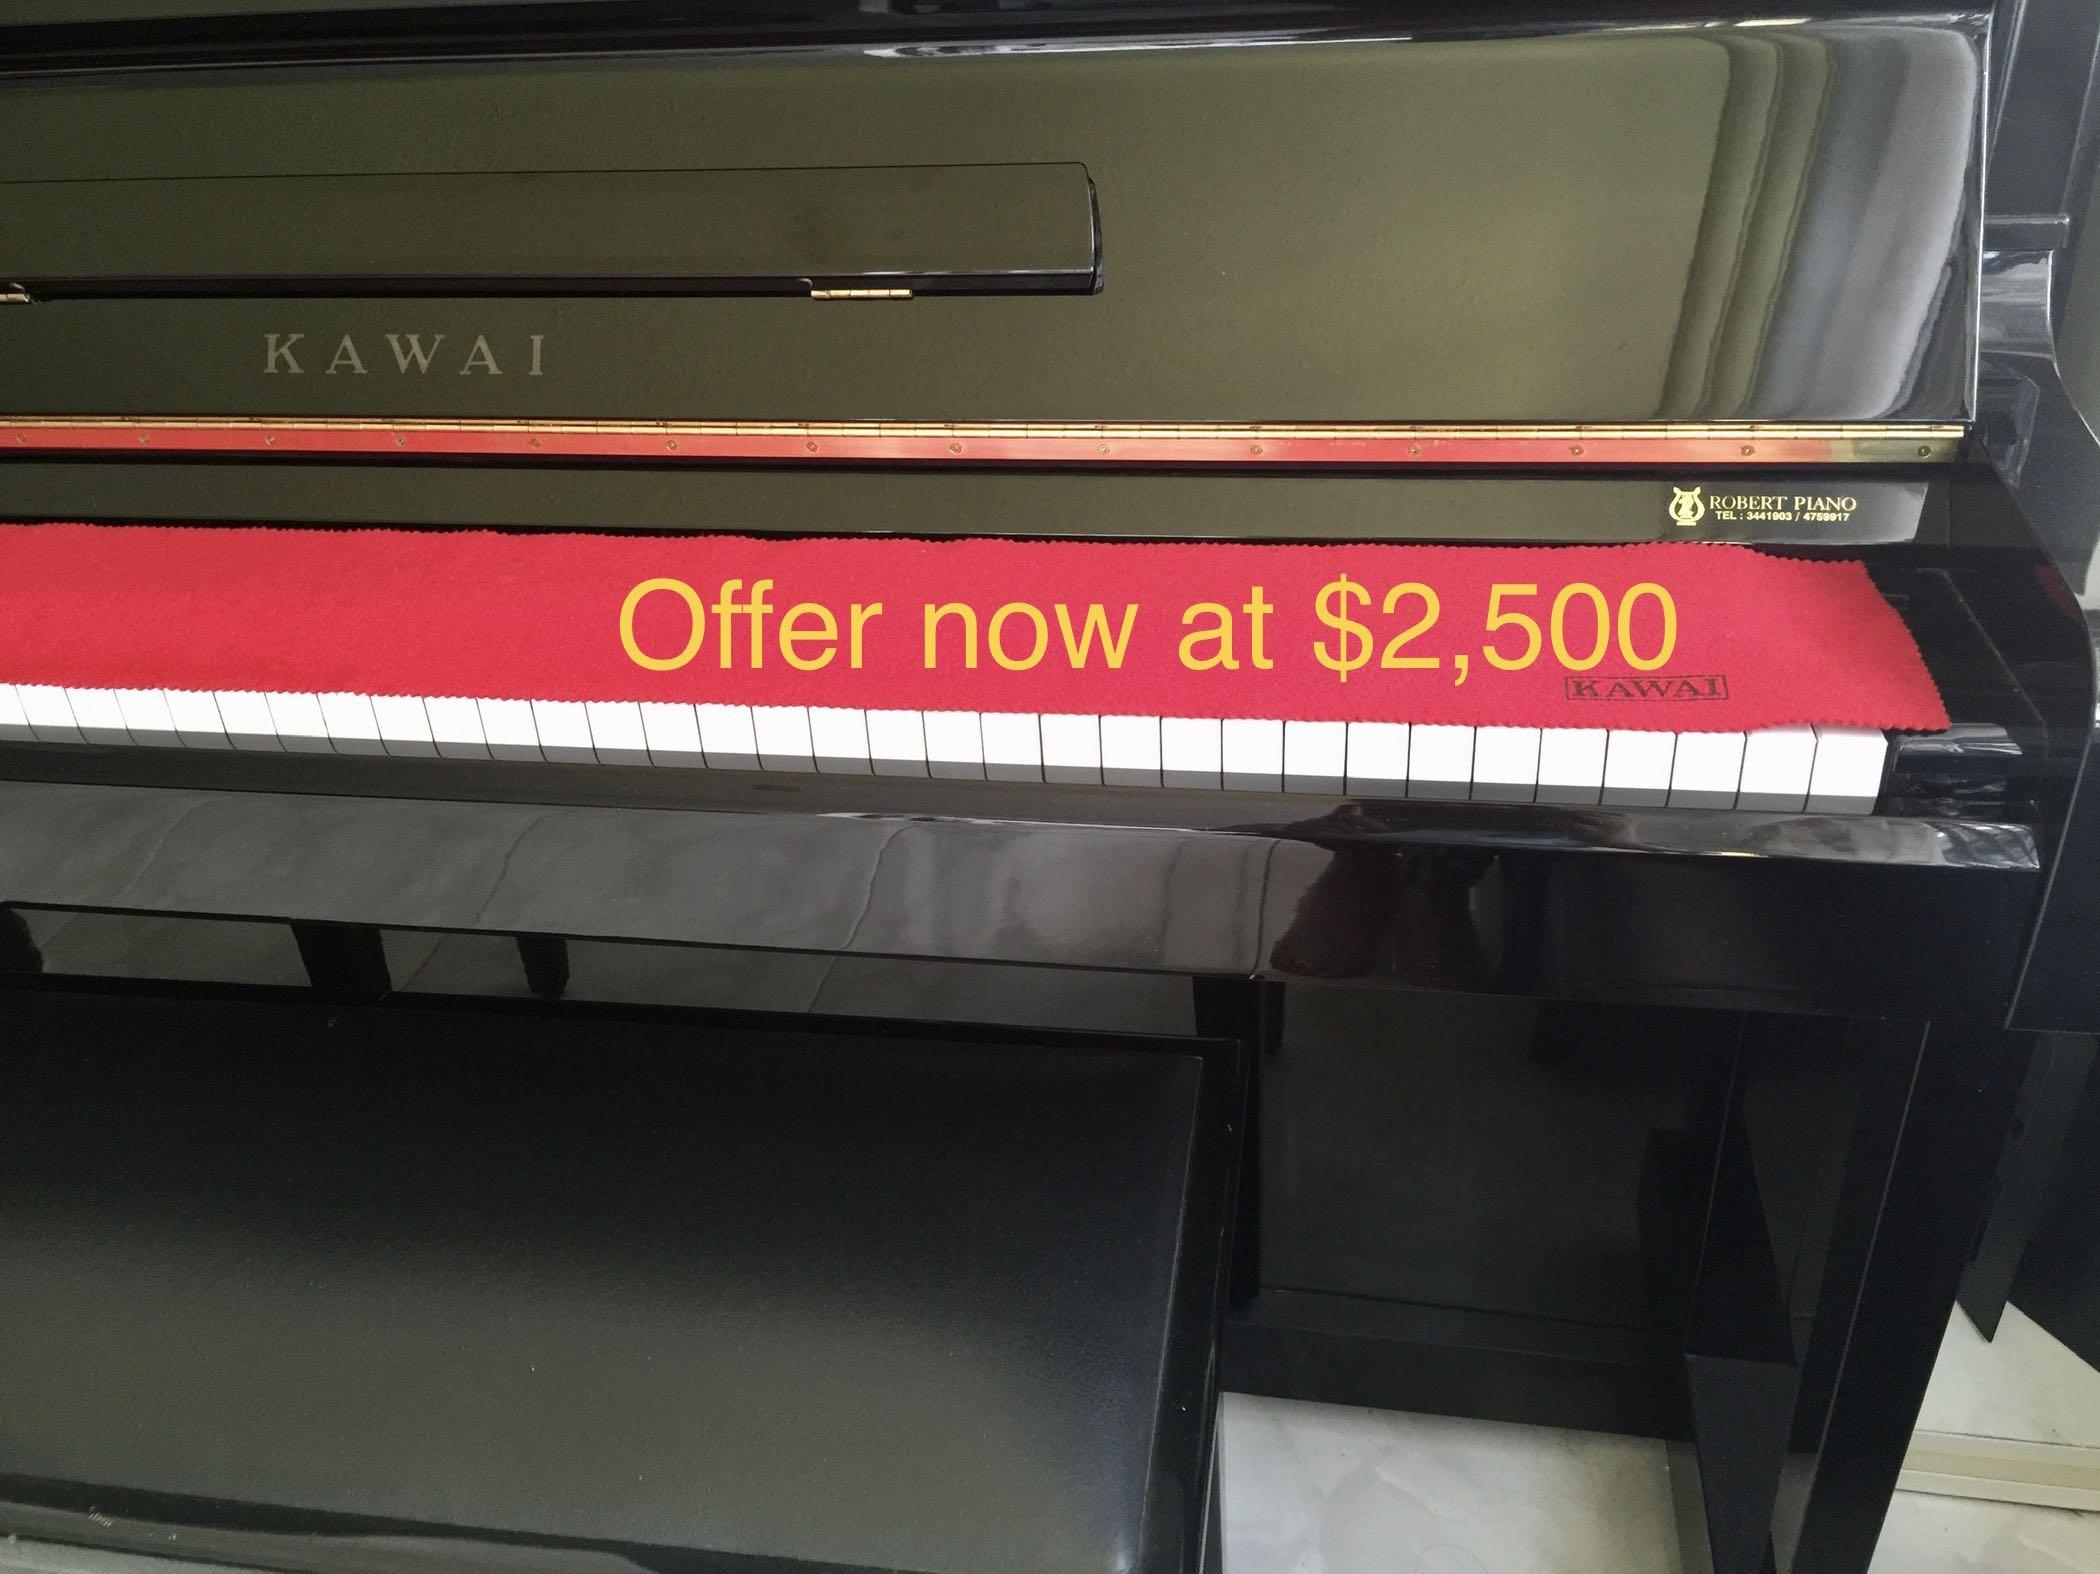 KAWAI
ROBERT PIANO
TEL : 3441903 / 4759917
Offer now at $2,500
KAWAI